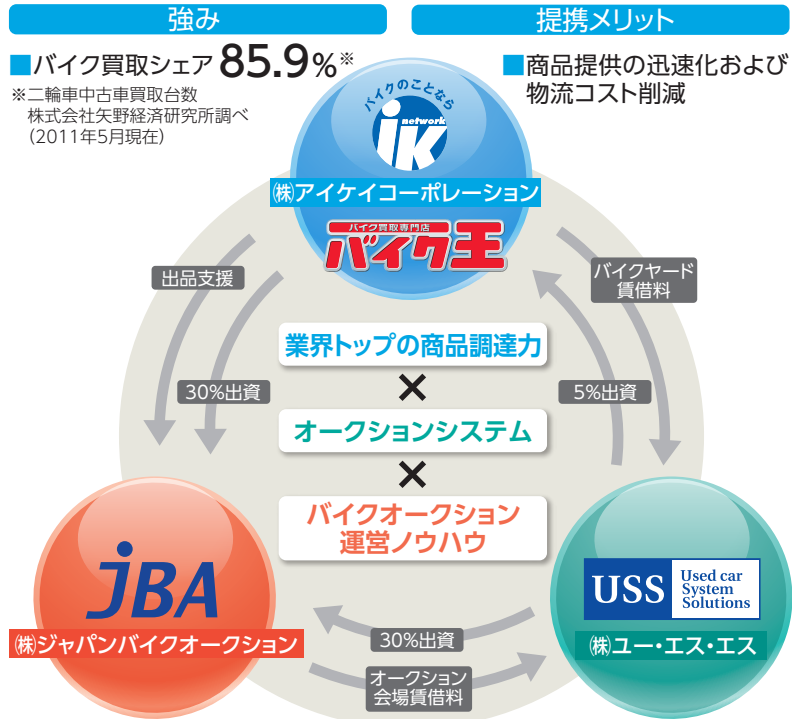 強み
提携メリット
■バイク買取シェア 85.9%※
※二輪車中古車買取台数
株式会社矢野経済研究所調べ
(2011年5月現在)
■商品提供の迅速化および
物流コスト削減
バイクのことなら
network
iK
㈱アイケイコーポレーション
バイク買取専門店
バイク王
出品支援
バイクヤード
賃借料
30%出資
5%出資
業界トップの商品調達力
×
オークションシステム
×
バイクオークション
運営ノウハウ
JBA
㈱ジャパンバイクオークション
USS
Used car
System
Solutions
㈱ユー・エス・エス
30%出資
オークション
会場賃借料